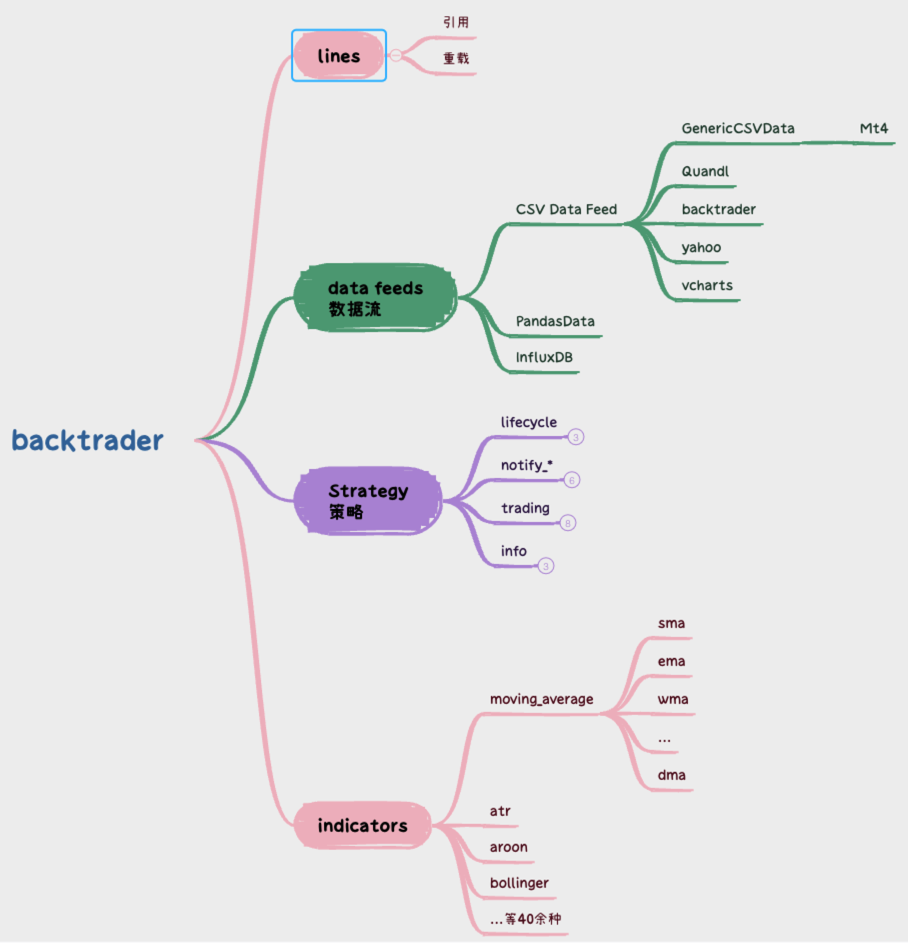 backtrader
lines
引用
重载
data feeds
数据流
CSV Data Feed
GenericCSVData
Mt4
Quandl
backtrader
yahoo
vcharts
PandasData
InfluxDB
Strategy
策略
lifecycle
3
notify_*
6
trading
8
info
3
indicators
moving_average
sma
ema
wma
...
dma
atr
aroon
bollinger
...等40余种